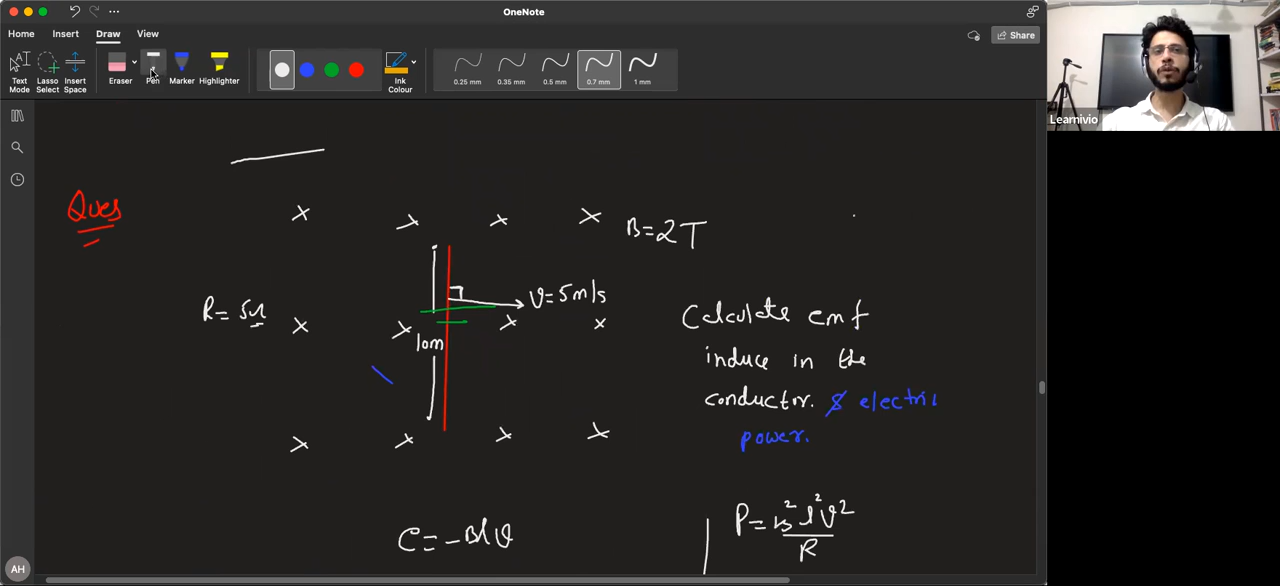 OneNote
Home Insert Draw View
Share
Text Mode
Lasso Select
Insert Space
Eraser
Pen
Marker
Highlighter
Ink Colour
0.25 mm
0.35 mm
0.5 mm
0.7 mm
1 mm
Learnivio
Ques
B=2T
R=5Ω
V=5m/s
10m
Calculate emf
induce in the
conductor. & electric
power.
e=-Blv
P=B²l²v²/R
AH